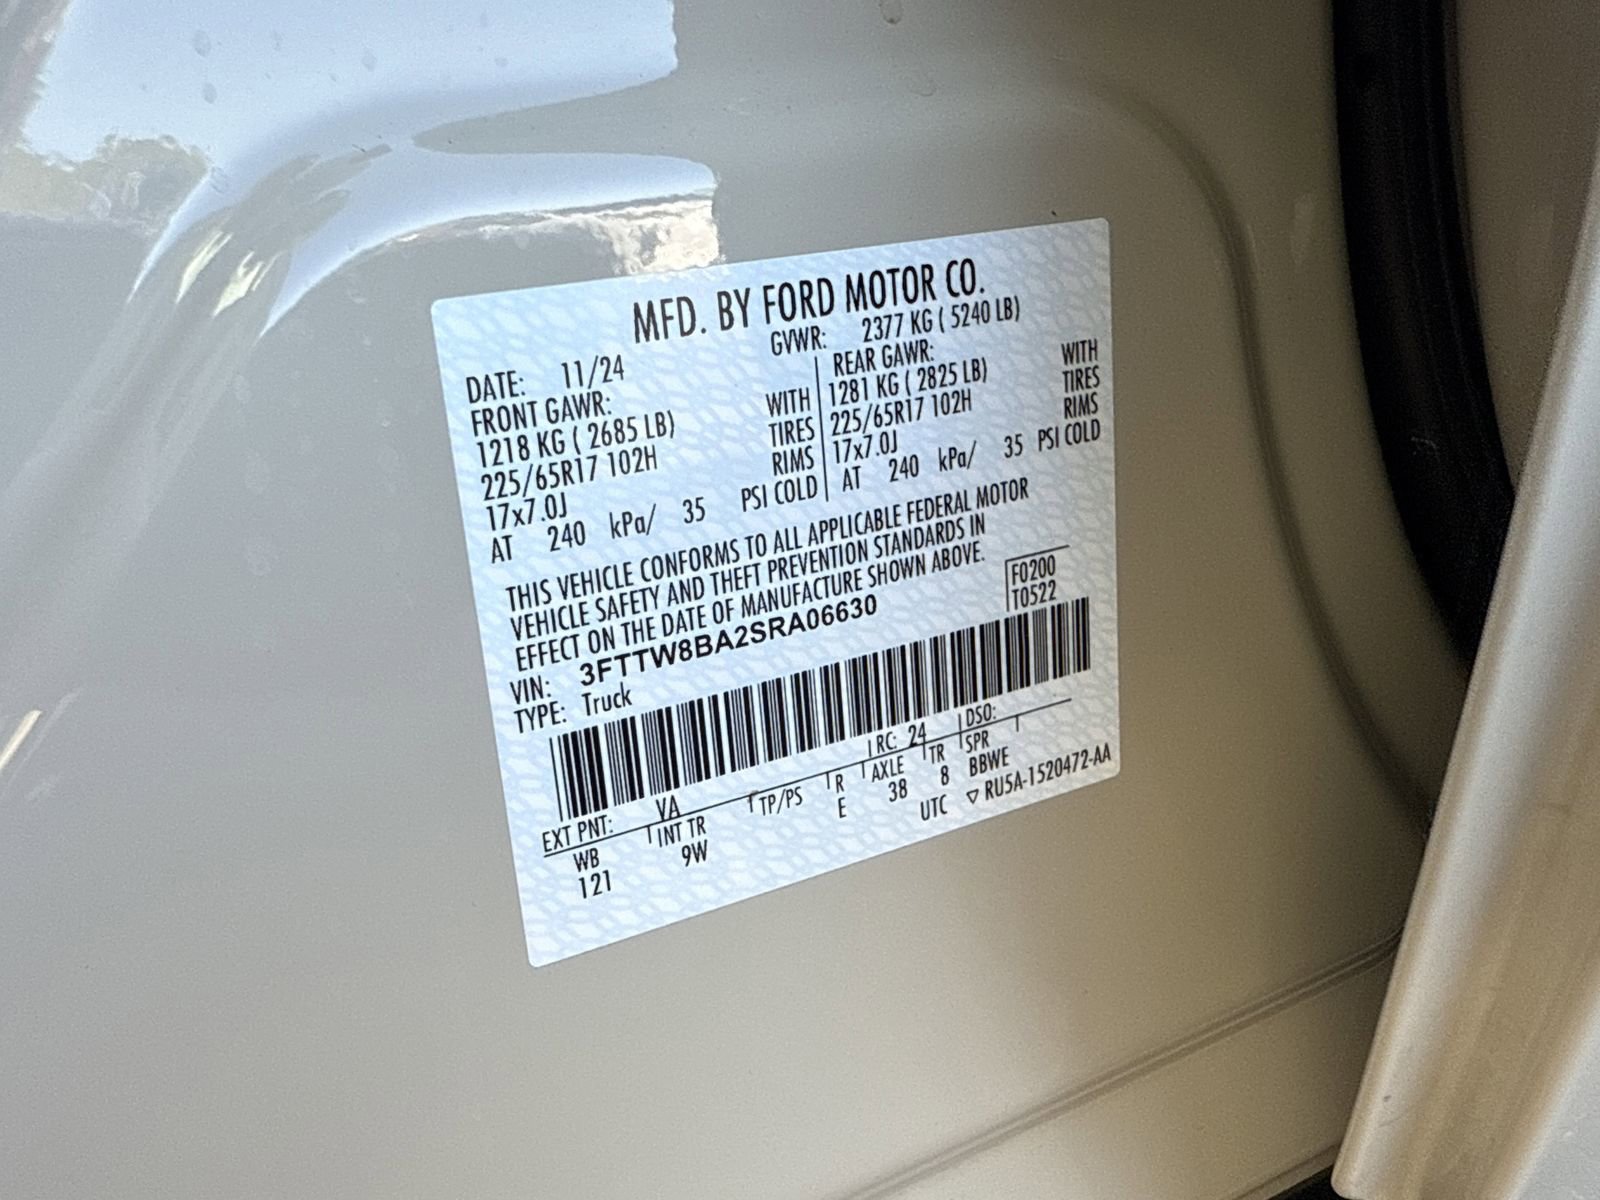 MFD. BY FORD MOTOR CO.
DATE: 11/24 GVWR: 2377 KG ( 5240 LB)
FRONT GAWR: REAR GAWR:
1218 KG ( 2685 LB) WITH 1281 KG ( 2825 LB) WITH
225/65R17 102H TIRES 225/65R17 102H TIRES
17x7.0J RIMS 17x7.0J RIMS
AT 240 kPa/ 35 PSI COLD AT 240 kPa/ 35 PSI COLD
THIS VEHICLE CONFORMS TO ALL APPLICABLE FEDERAL MOTOR
VEHICLE SAFETY AND THEFT PREVENTION STANDARDS IN
EFFECT ON THE DATE OF MANUFACTURE SHOWN ABOVE.
F0200
VIN: 3FTTW8BA2SRA06630 T0522
TYPE: Truck
EXT PNT: VA RC: 24 DSO:
WB INT TR TP/PS R AXLE TR SPR
121 9W E 38 8 BBWE
UTC ▽ RU5A-1520472-AA